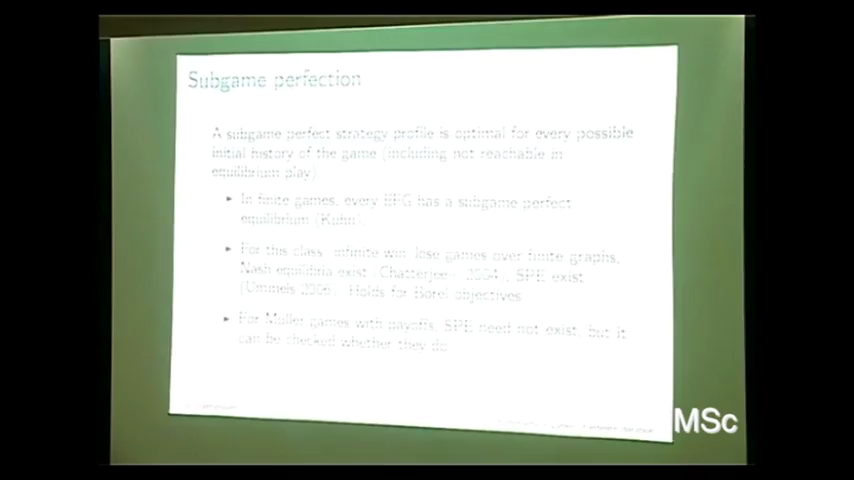 Subgame perfection
A subgame perfect strategy profile is optimal for every possible
initial history of the game (including not reachable in
equilibrium play)
In finite games, every EFG has a subgame perfect
equilibrium (Kuhn)
For this class infinite win lose games over finite graphs,
Nash equilibria exist (Chatterjee 2004), SPE exist
(Ummels 2006) Holds for Borel objectives
For Muller games with payoffs, SPE need not exist, but it
can be checked whether they do
MSc